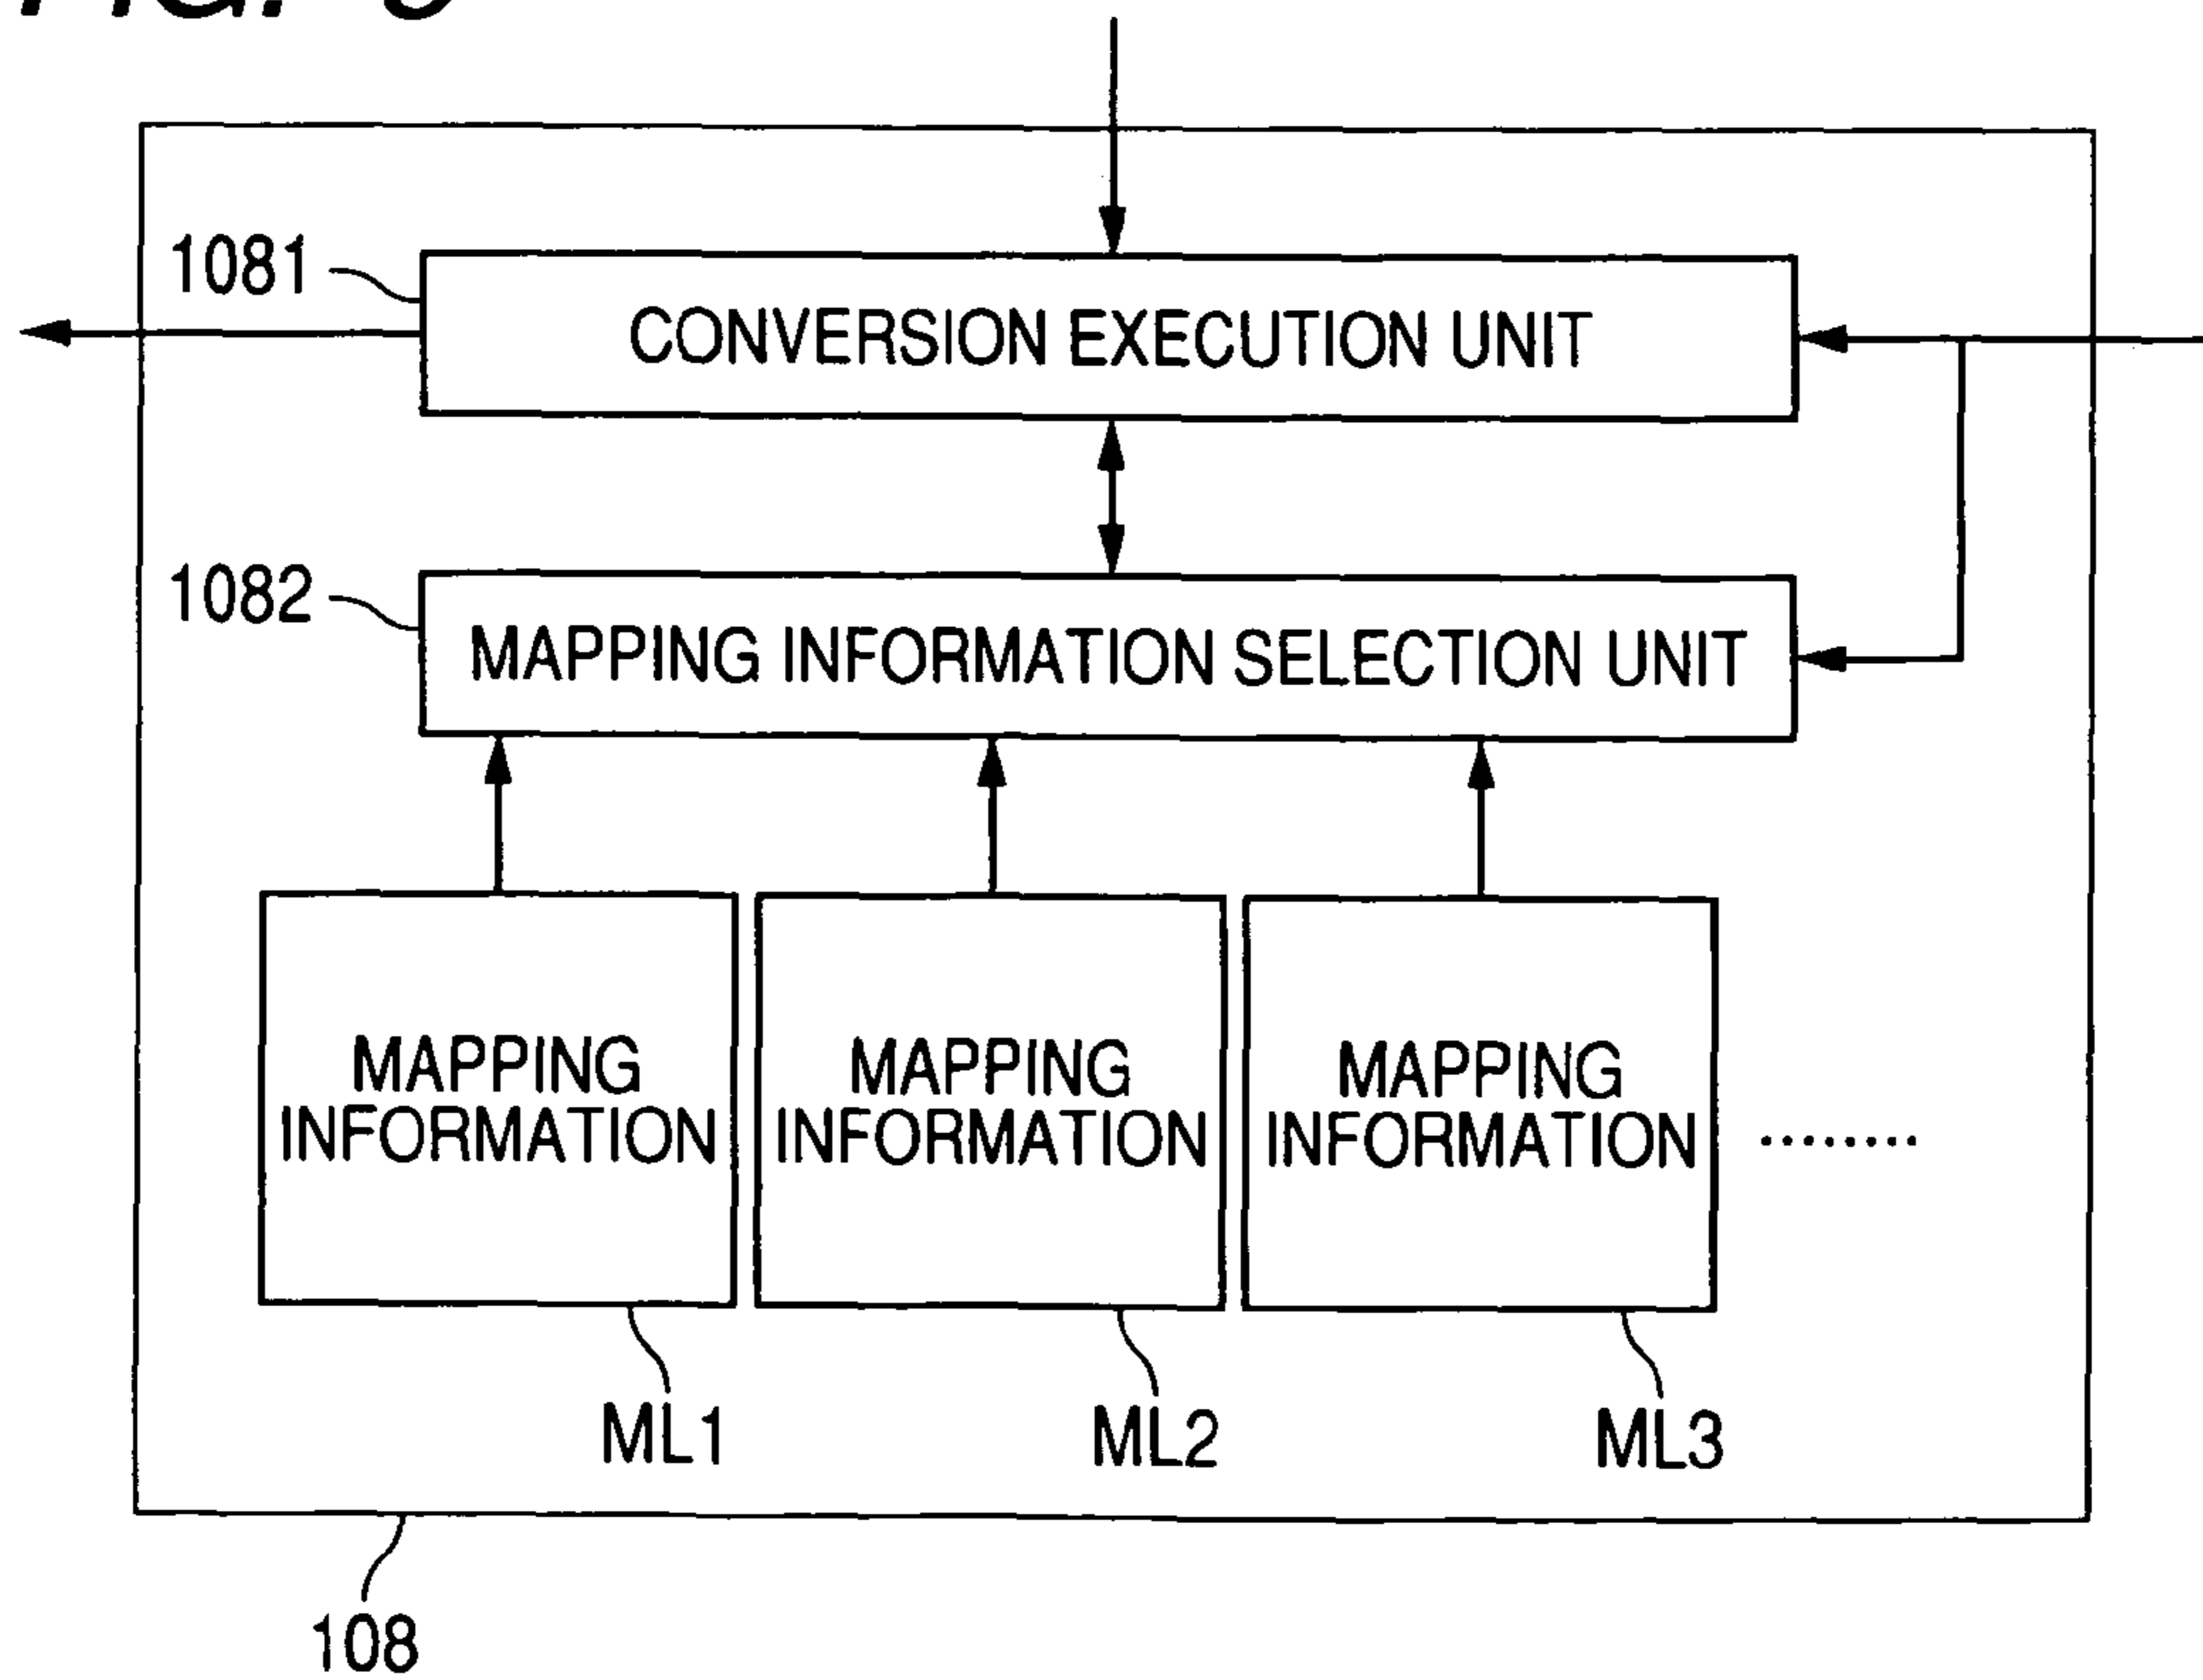 1081
CONVERSION EXECUTION UNIT
1082
MAPPING INFORMATION SELECTION UNIT
MAPPING
INFORMATION
MAPPING
INFORMATION
MAPPING
INFORMATION
........
ML1
ML2
ML3
108